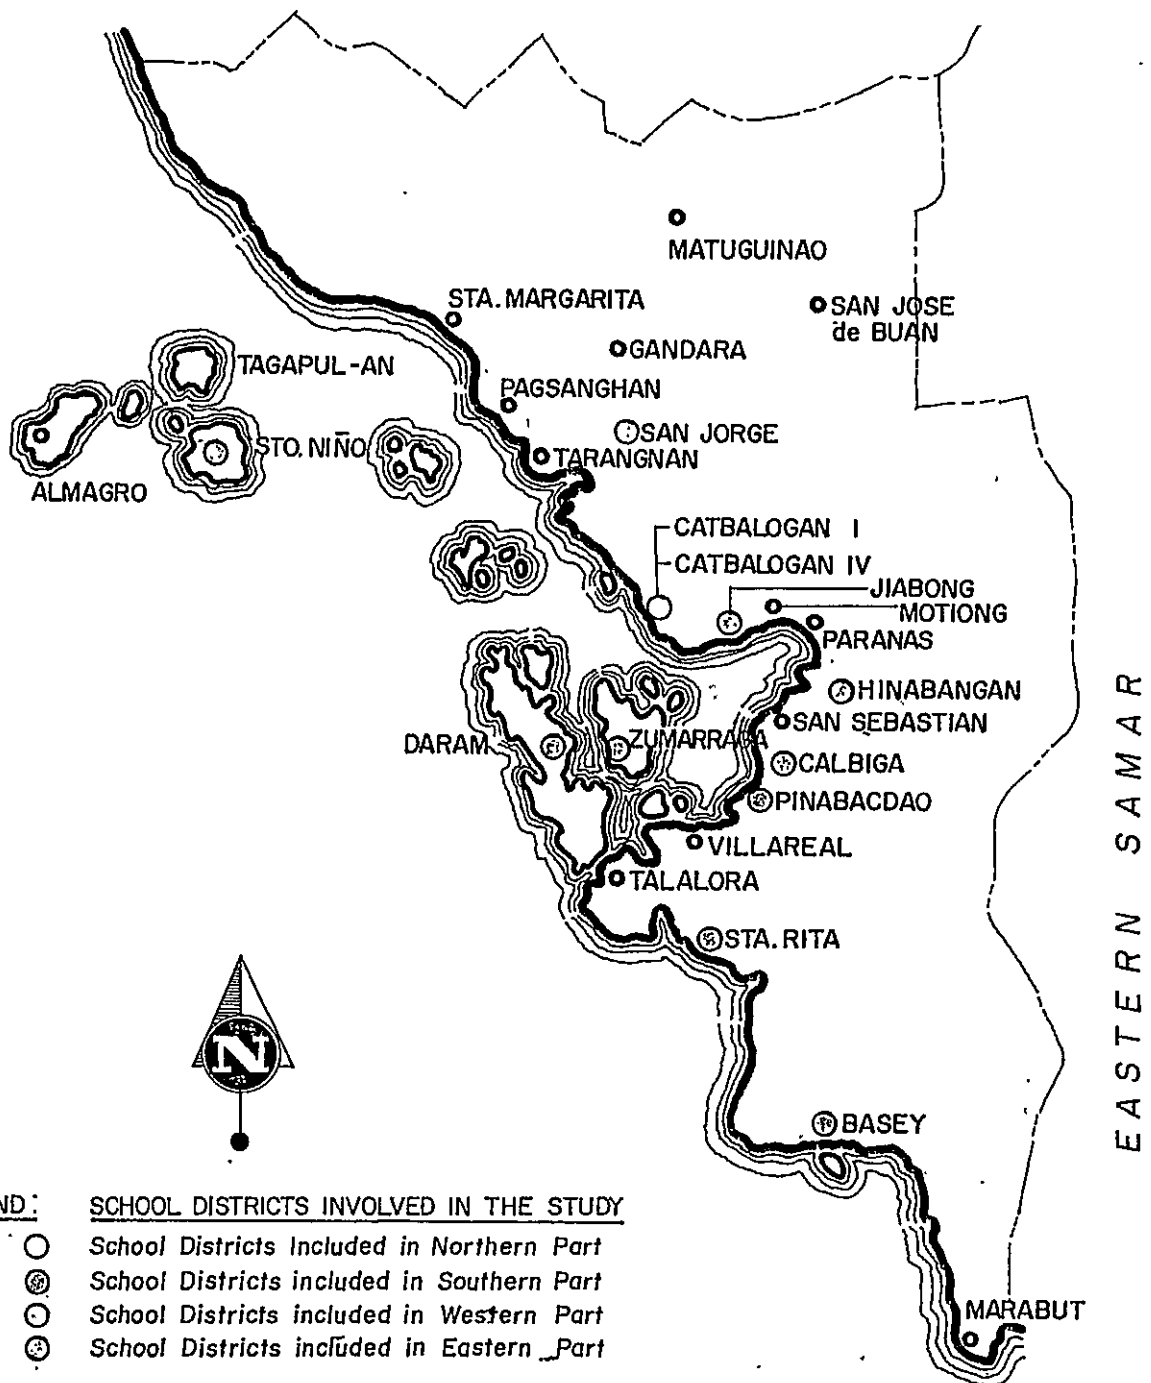 MATUGUINAO
STA. MARGARITA
SAN JOSE
de BUAN
GANDARA
TAGAPUL-AN
PAGSANGHAN
SAN JORGE
STO. NIÑO
TARANGNAN
ALMAGRO
CATBALOGAN I
CATBALOGAN IV
JIABONG
MOTIONG
PARANAS
HINABANGAN
SAN SEBASTIAN
DARAM
ZUMARRAGA
CALBIGA
PINABACDAO
VILLAREAL
TALALORA
STA. RITA
EASTERN SAMAR
N
BASEY
ND: SCHOOL DISTRICTS INVOLVED IN THE STUDY
School Districts Included in Northern Part
School Districts included in Southern Part
School Districts included in Western Part
School Districts included in Eastern Part
MARABUT